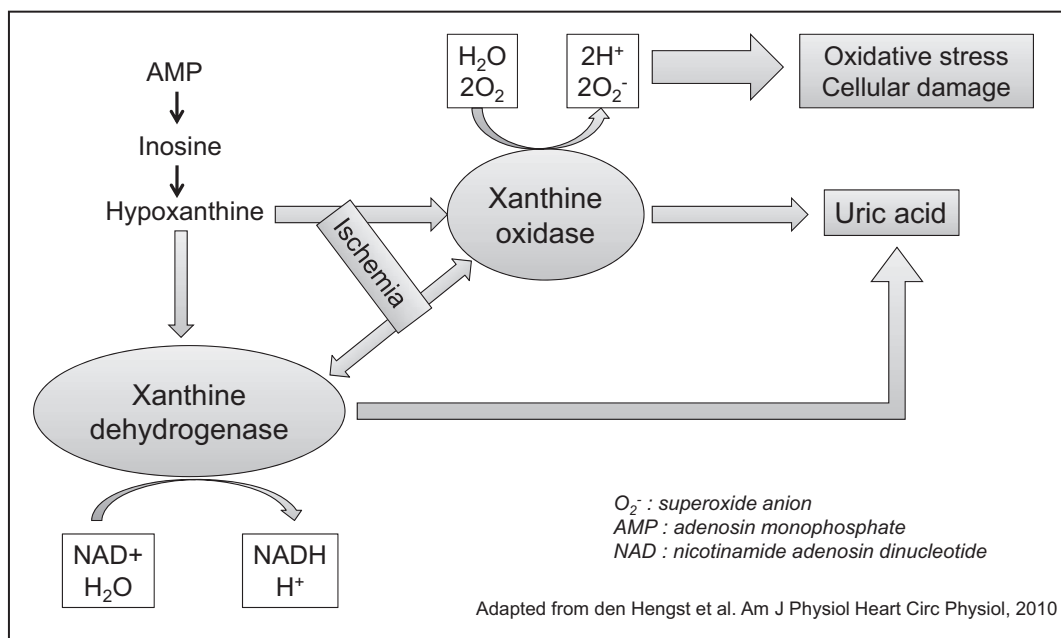 AMP
Inosine
Hypoxanthine
H₂O
2O₂
2H⁺
2O₂⁻
Oxidative stress
Cellular damage
Xanthine
oxidase
Uric acid
Ischemia
Xanthine
dehydrogenase
NAD+
H₂O
NADH
H⁺
O₂⁻ : superoxide anion
AMP : adenosin monophosphate
NAD : nicotinamide adenosin dinucleotide
Adapted from den Hengst et al. Am J Physiol Heart Circ Physiol, 2010